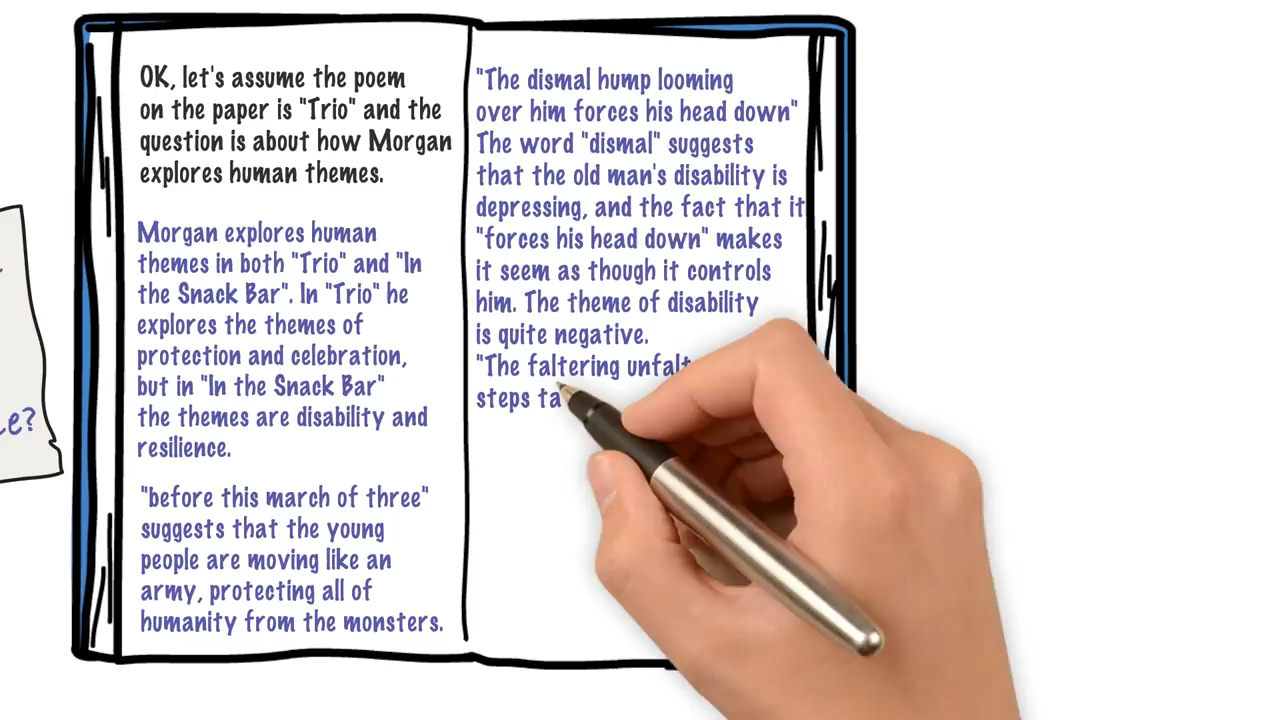 OK, let's assume the poem
on the paper is "Trio" and the
question is about how Morgan
explores human themes.
Morgan explores human
themes in both "Trio" and "In
the Snack Bar". In "Trio" he
explores the themes of
protection and celebration,
but in "In the Snack Bar"
the themes are disability and
resilience.
"before this march of three"
suggests that the young
people are moving like an
army, protecting all of
humanity from the monsters.
"The dismal hump looming
over him forces his head down"
The word "dismal" suggests
that the old man's disability is
depressing, and the fact that it
"forces his head down" makes
it seem as though it controls
him. The theme of disability
is quite negative.
"The faltering unfalt
steps ta
ce?